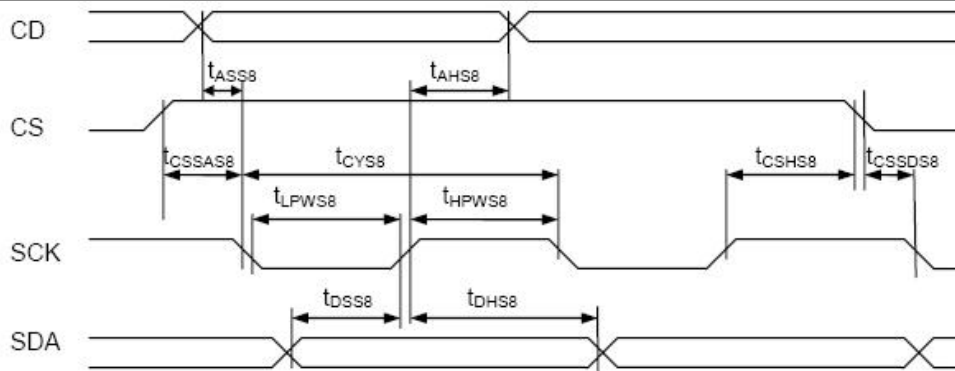 CD
tASS8
tAHS8
CS
tCSSAS8
tCYS8
tCSHS8
tCSSDS8
tLPWS8
tHPWS8
SCK
tDSS8
tDHS8
SDA